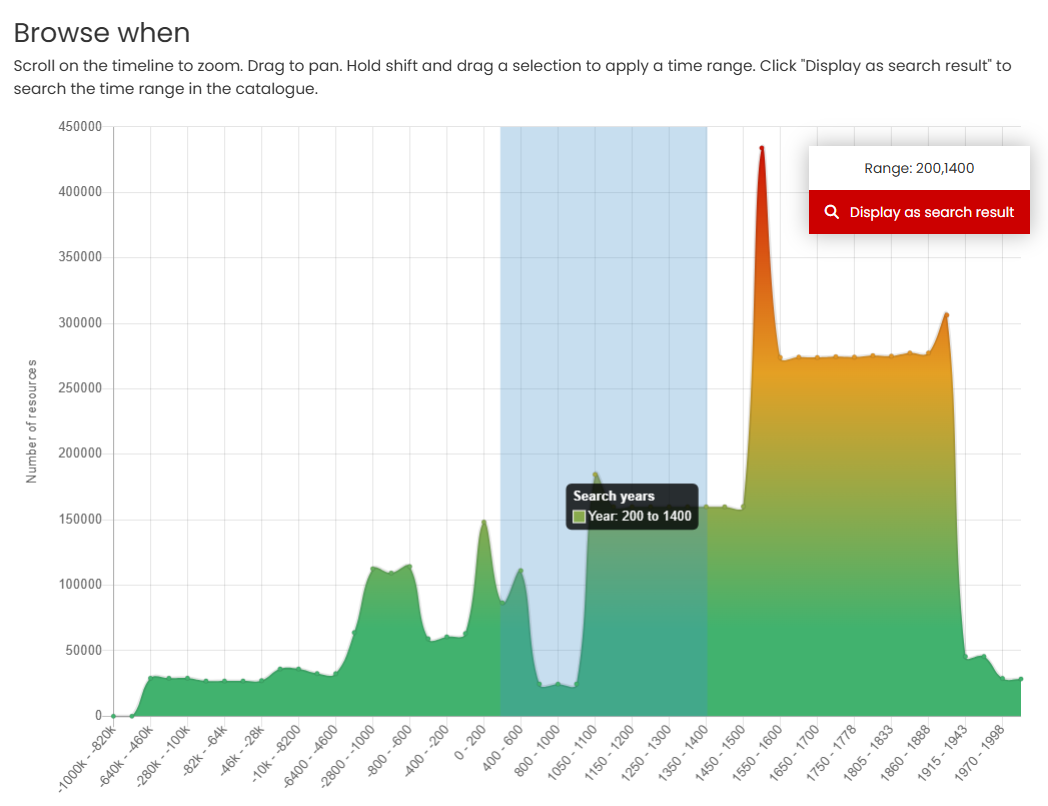 Browse when
Scroll on the timeline to zoom. Drag to pan. Hold shift and drag a selection to apply a time range. Click "Display as search result" to
search the time range in the catalogue.
450000
400000
350000
300000
250000
200000
150000
100000
50000
0
Number of resources
Range: 200,1400
Display as search result
Search years
Year: 200 to 1400
-1000k - -820k
-640k - -460k
-280k - -100k
-82k - -64k
-46k - -28k
-10k - -8200
-6400 - -4600
-2800 - -1000
-800 - -600
-400 - -200
0 - 200
400 - 600
800 - 1000
1050 - 1100
1150 - 1200
1250 - 1300
1350 - 1400
1450 - 1500
1550 - 1600
1650 - 1700
1750 - 1778
1805 - 1833
1860 - 1888
1915 - 1943
1970 - 1998